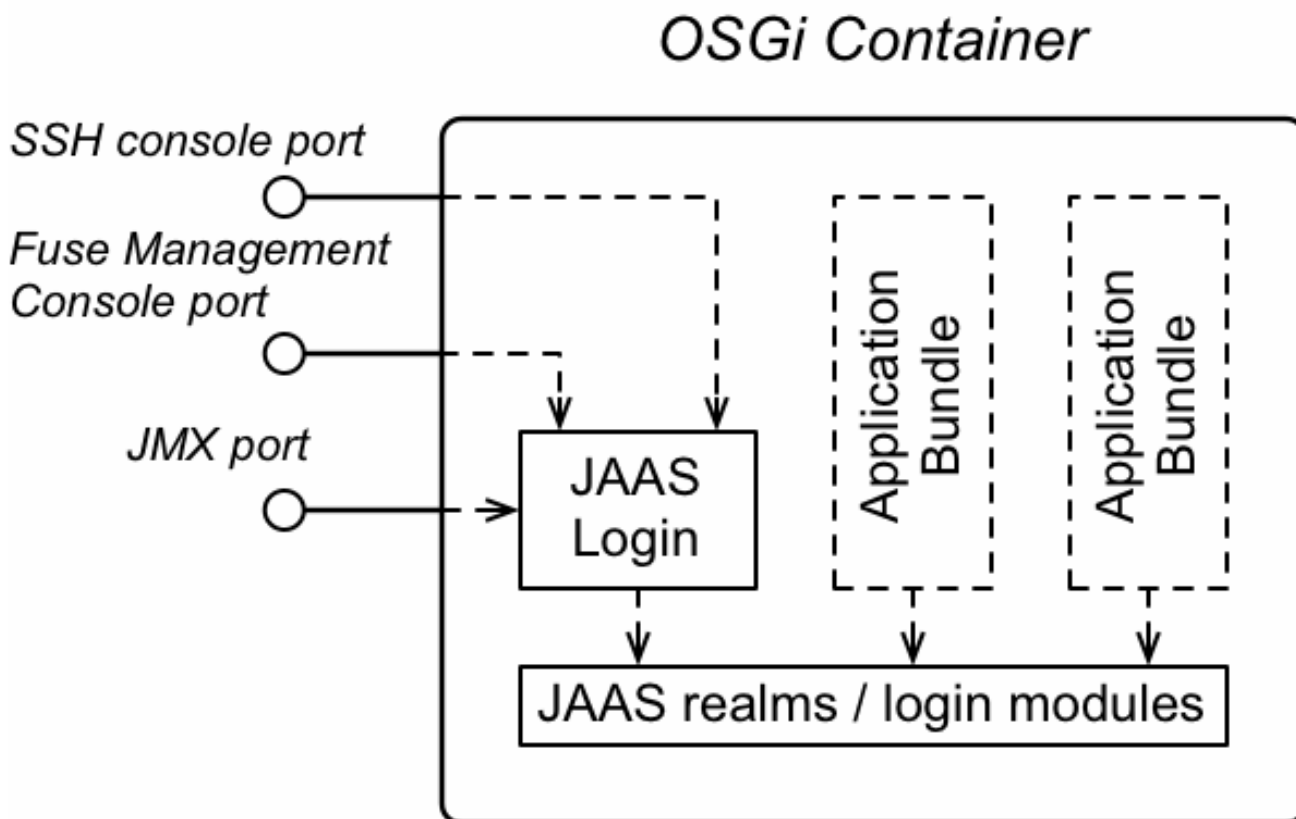 OSGi Container
SSH console port
Fuse Management
Console port
JMX port
JAAS
Login
Application
Bundle
Application
Bundle
JAAS realms / login modules